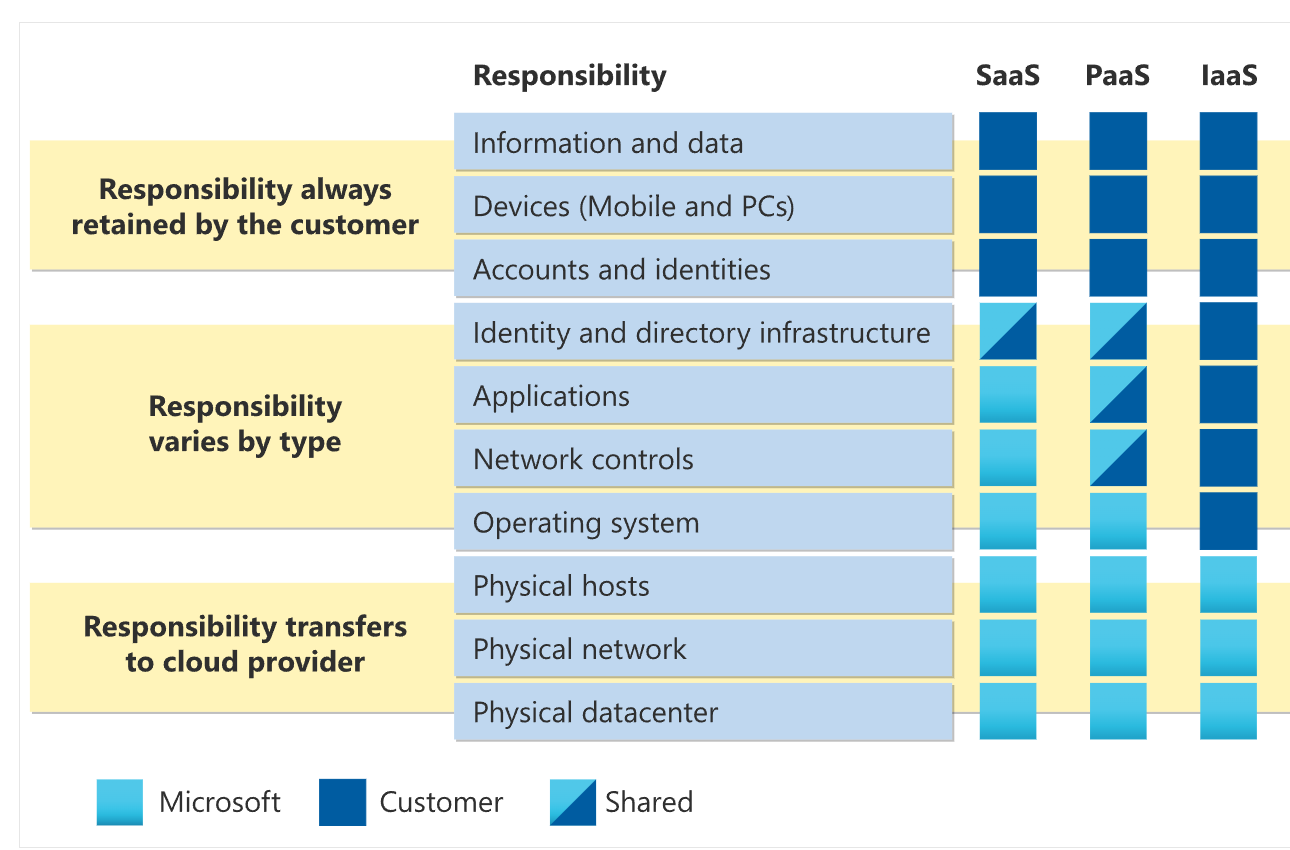 Responsibility SaaS PaaS IaaS
Responsibility always
retained by the customer
Information and data
Devices (Mobile and PCs)
Accounts and identities
Responsibility
varies by type
Identity and directory infrastructure
Applications
Network controls
Operating system
Responsibility transfers
to cloud provider
Physical hosts
Physical network
Physical datacenter
Microsoft Customer Shared